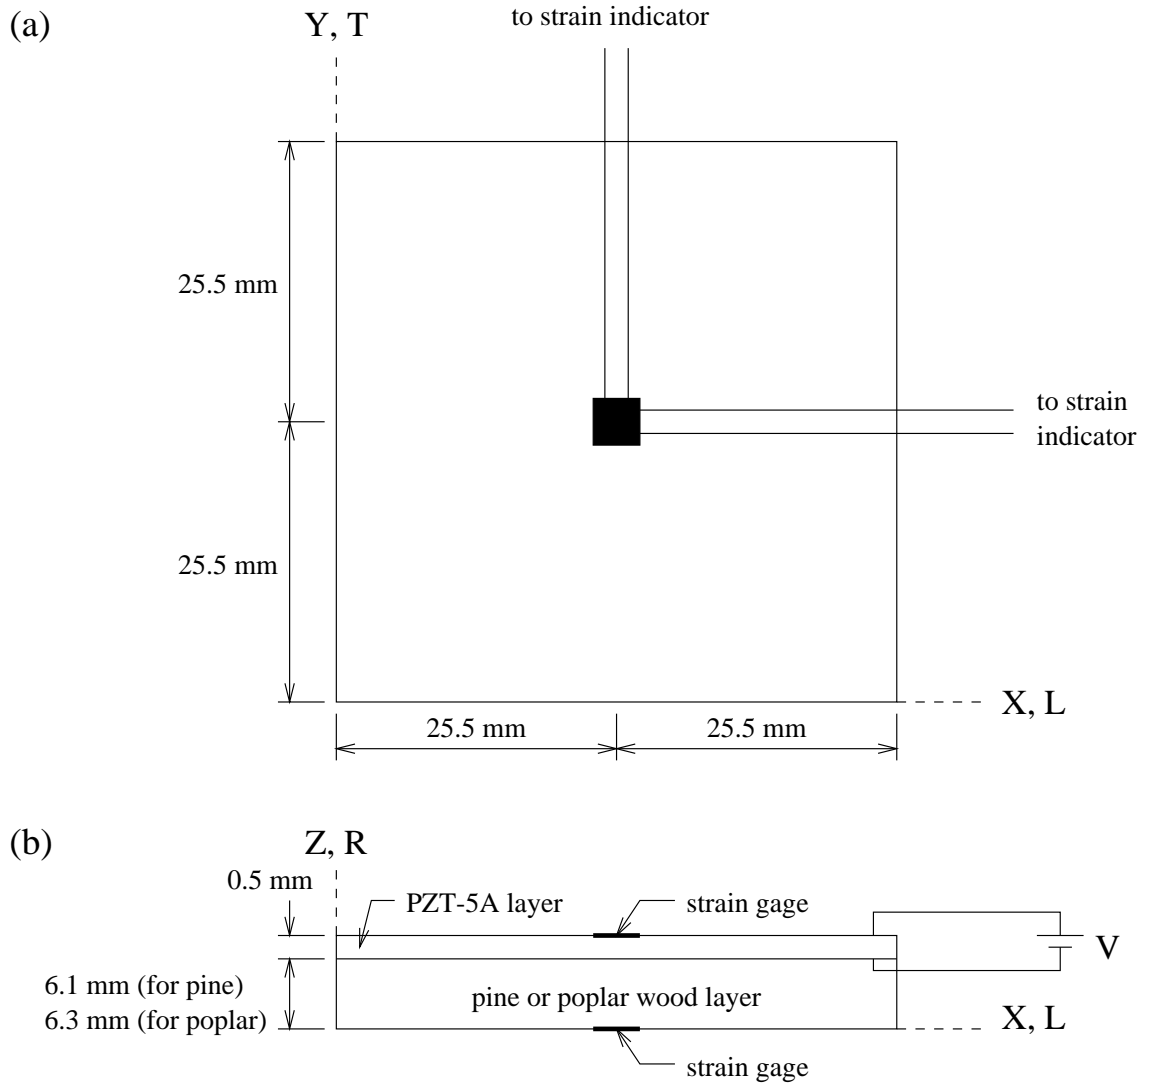 (a)
Y, T
to strain indicator
25.5 mm
to strain
indicator
25.5 mm
X, L
25.5 mm
25.5 mm
(b)
Z, R
0.5 mm
PZT-5A layer
strain gage
V
6.1 mm (for pine)
6.3 mm (for poplar)
pine or poplar wood layer
X, L
strain gage